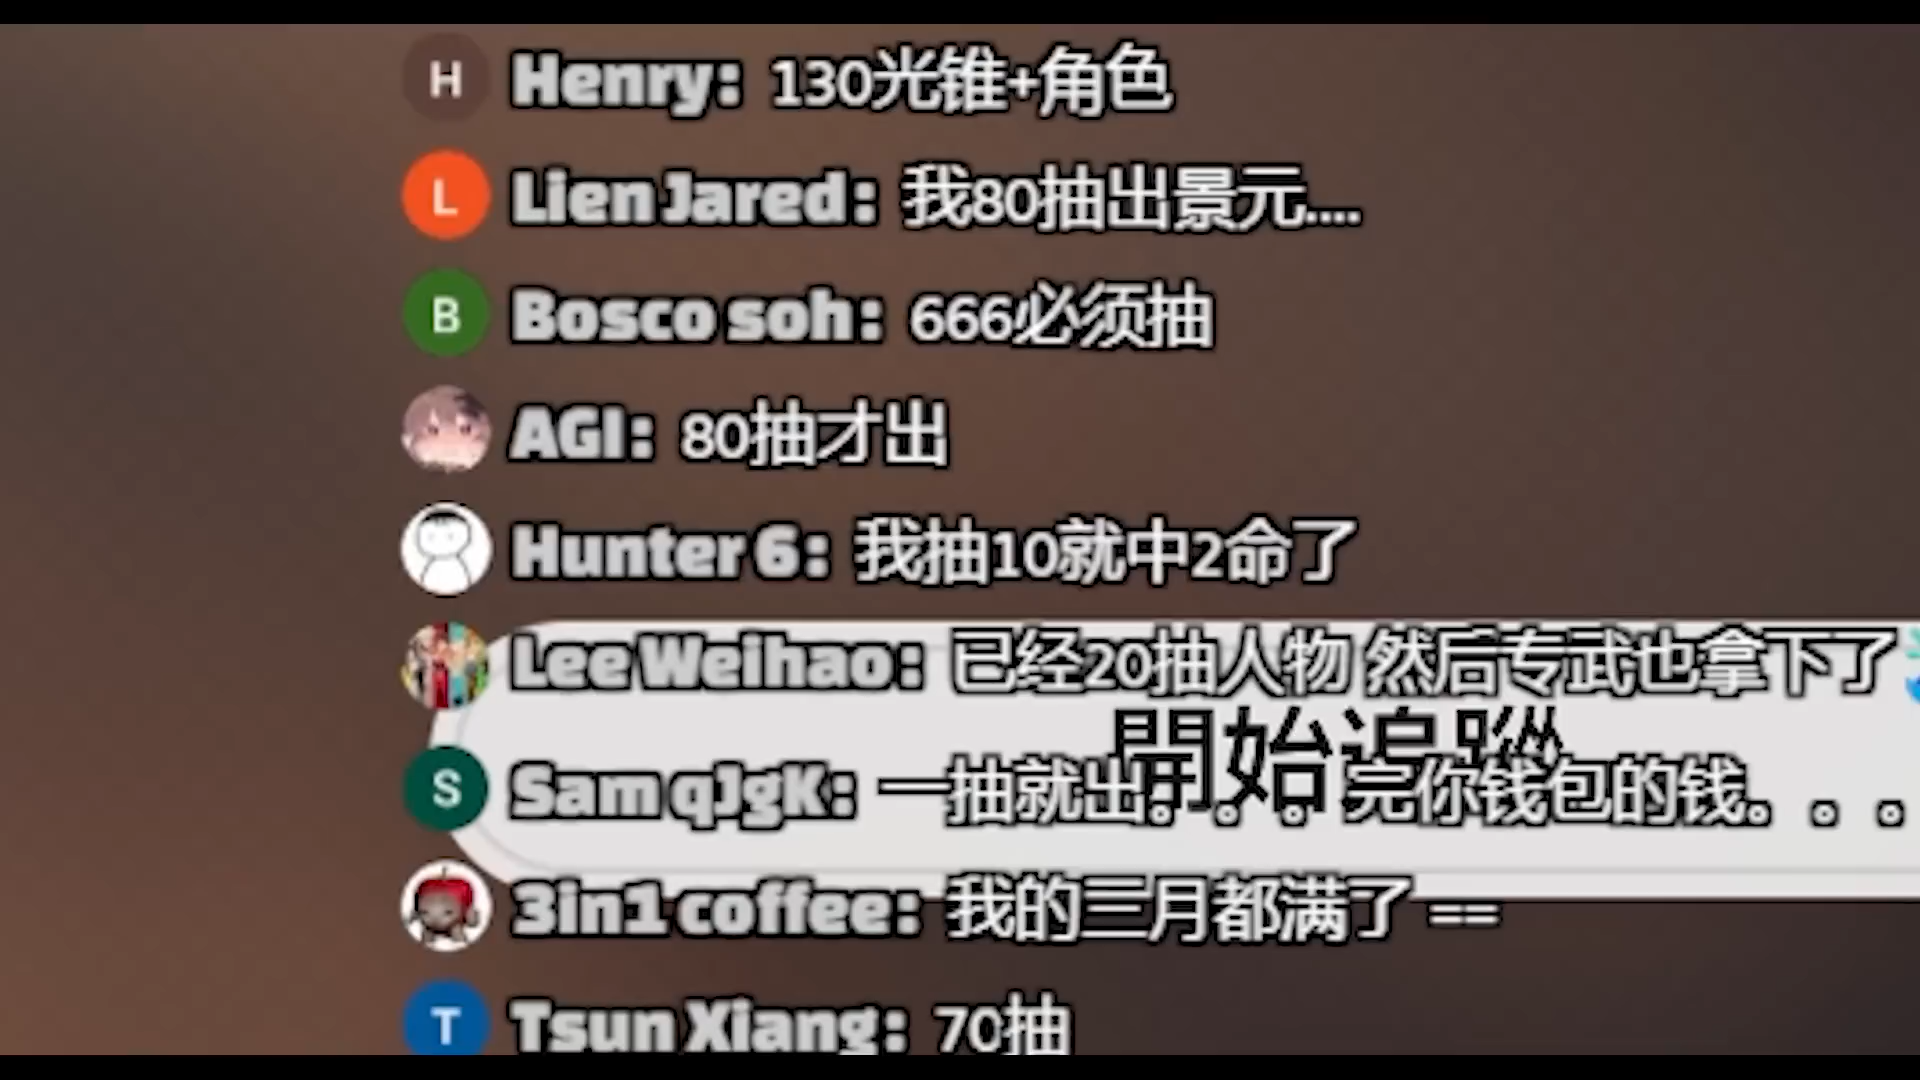 H Henry: 130光锥+角色
L Lien Jared: 我80抽出景元....
B Bosco soh: 666必须抽
AGI: 80抽才出
Hunter 6: 我抽10就中2命了
Lee Weihao: 已经20抽人物 然后专武也拿下了
開始追蹤
S Sam qJgK: 一抽就出。。。完你钱包的钱。。。
3in1 coffee: 我的三月都满了 ==
T Tsun Xiang: 70抽